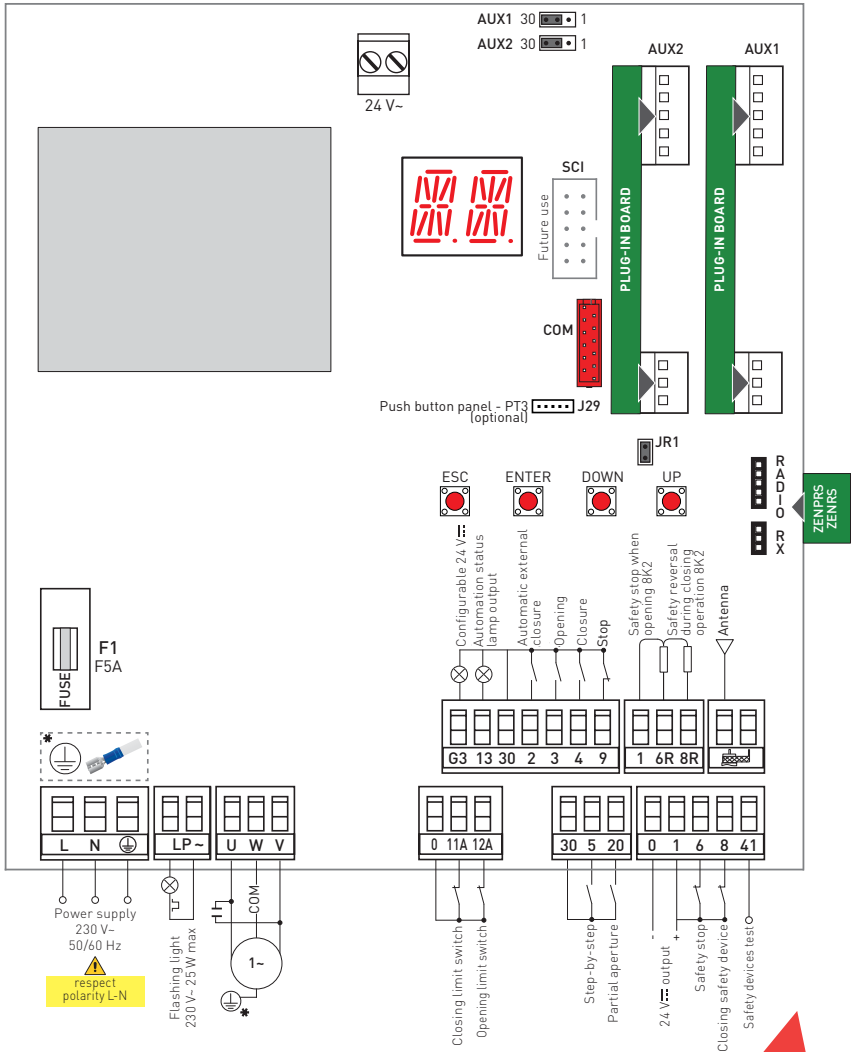 AUX1 30 1
AUX2 30 1
24 V~
AUX2
AUX1
SCI
Future use
PLUG-IN BOARD
PLUG-IN BOARD
COM
Push button panel - PT3
(optional)
J29
JR1
RADIO RX
ZENPRS
ZENRS
ESC
ENTER
DOWN
UP
Configurable 24 V
Automation status
lamp output
Automatic external
closure
Opening
Closure
Stop
Safety stop when
opening 8K2
Safety reversal
during closing
operation 8K2
Antenna
FUSE
F1
F5A
G3 13 30 2 3 4 9
1 6R 8R
*
L N
LP ~
U W V
0 11A 12A
30 5 20
0 1 6 8 41
Power supply
230 V~
50/60 Hz
respect
polarity L-N
Flashing light
230 V~ 25 W max
COM
1~
*
Closing limit switch
Opening limit switch
Step-by-step
Partial aperture
- +
24 V output
Safety stop
Closing safety device
Safety devices test